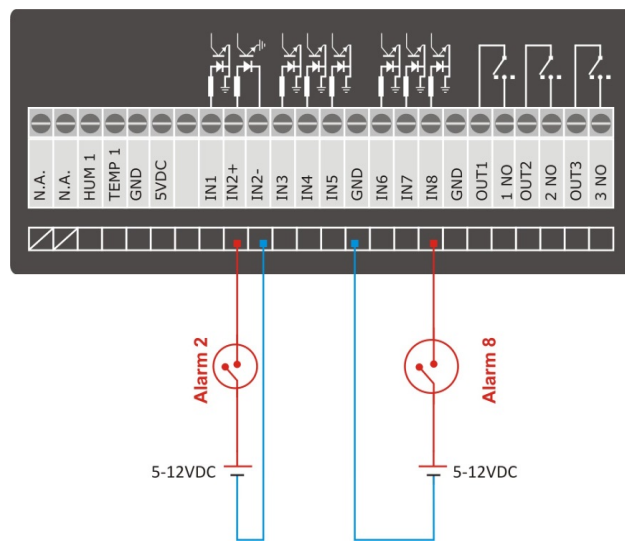 N.A.
N.A.
HUM 1
TEMP 1
GND
5VDC
IN1
IN2+
IN2-
IN3
IN4
IN5
GND
IN6
IN7
IN8
GND
OUT1
1 NO
OUT2
2 NO
OUT3
3 NO
Alarm 2
Alarm 8
5-12VDC
5-12VDC